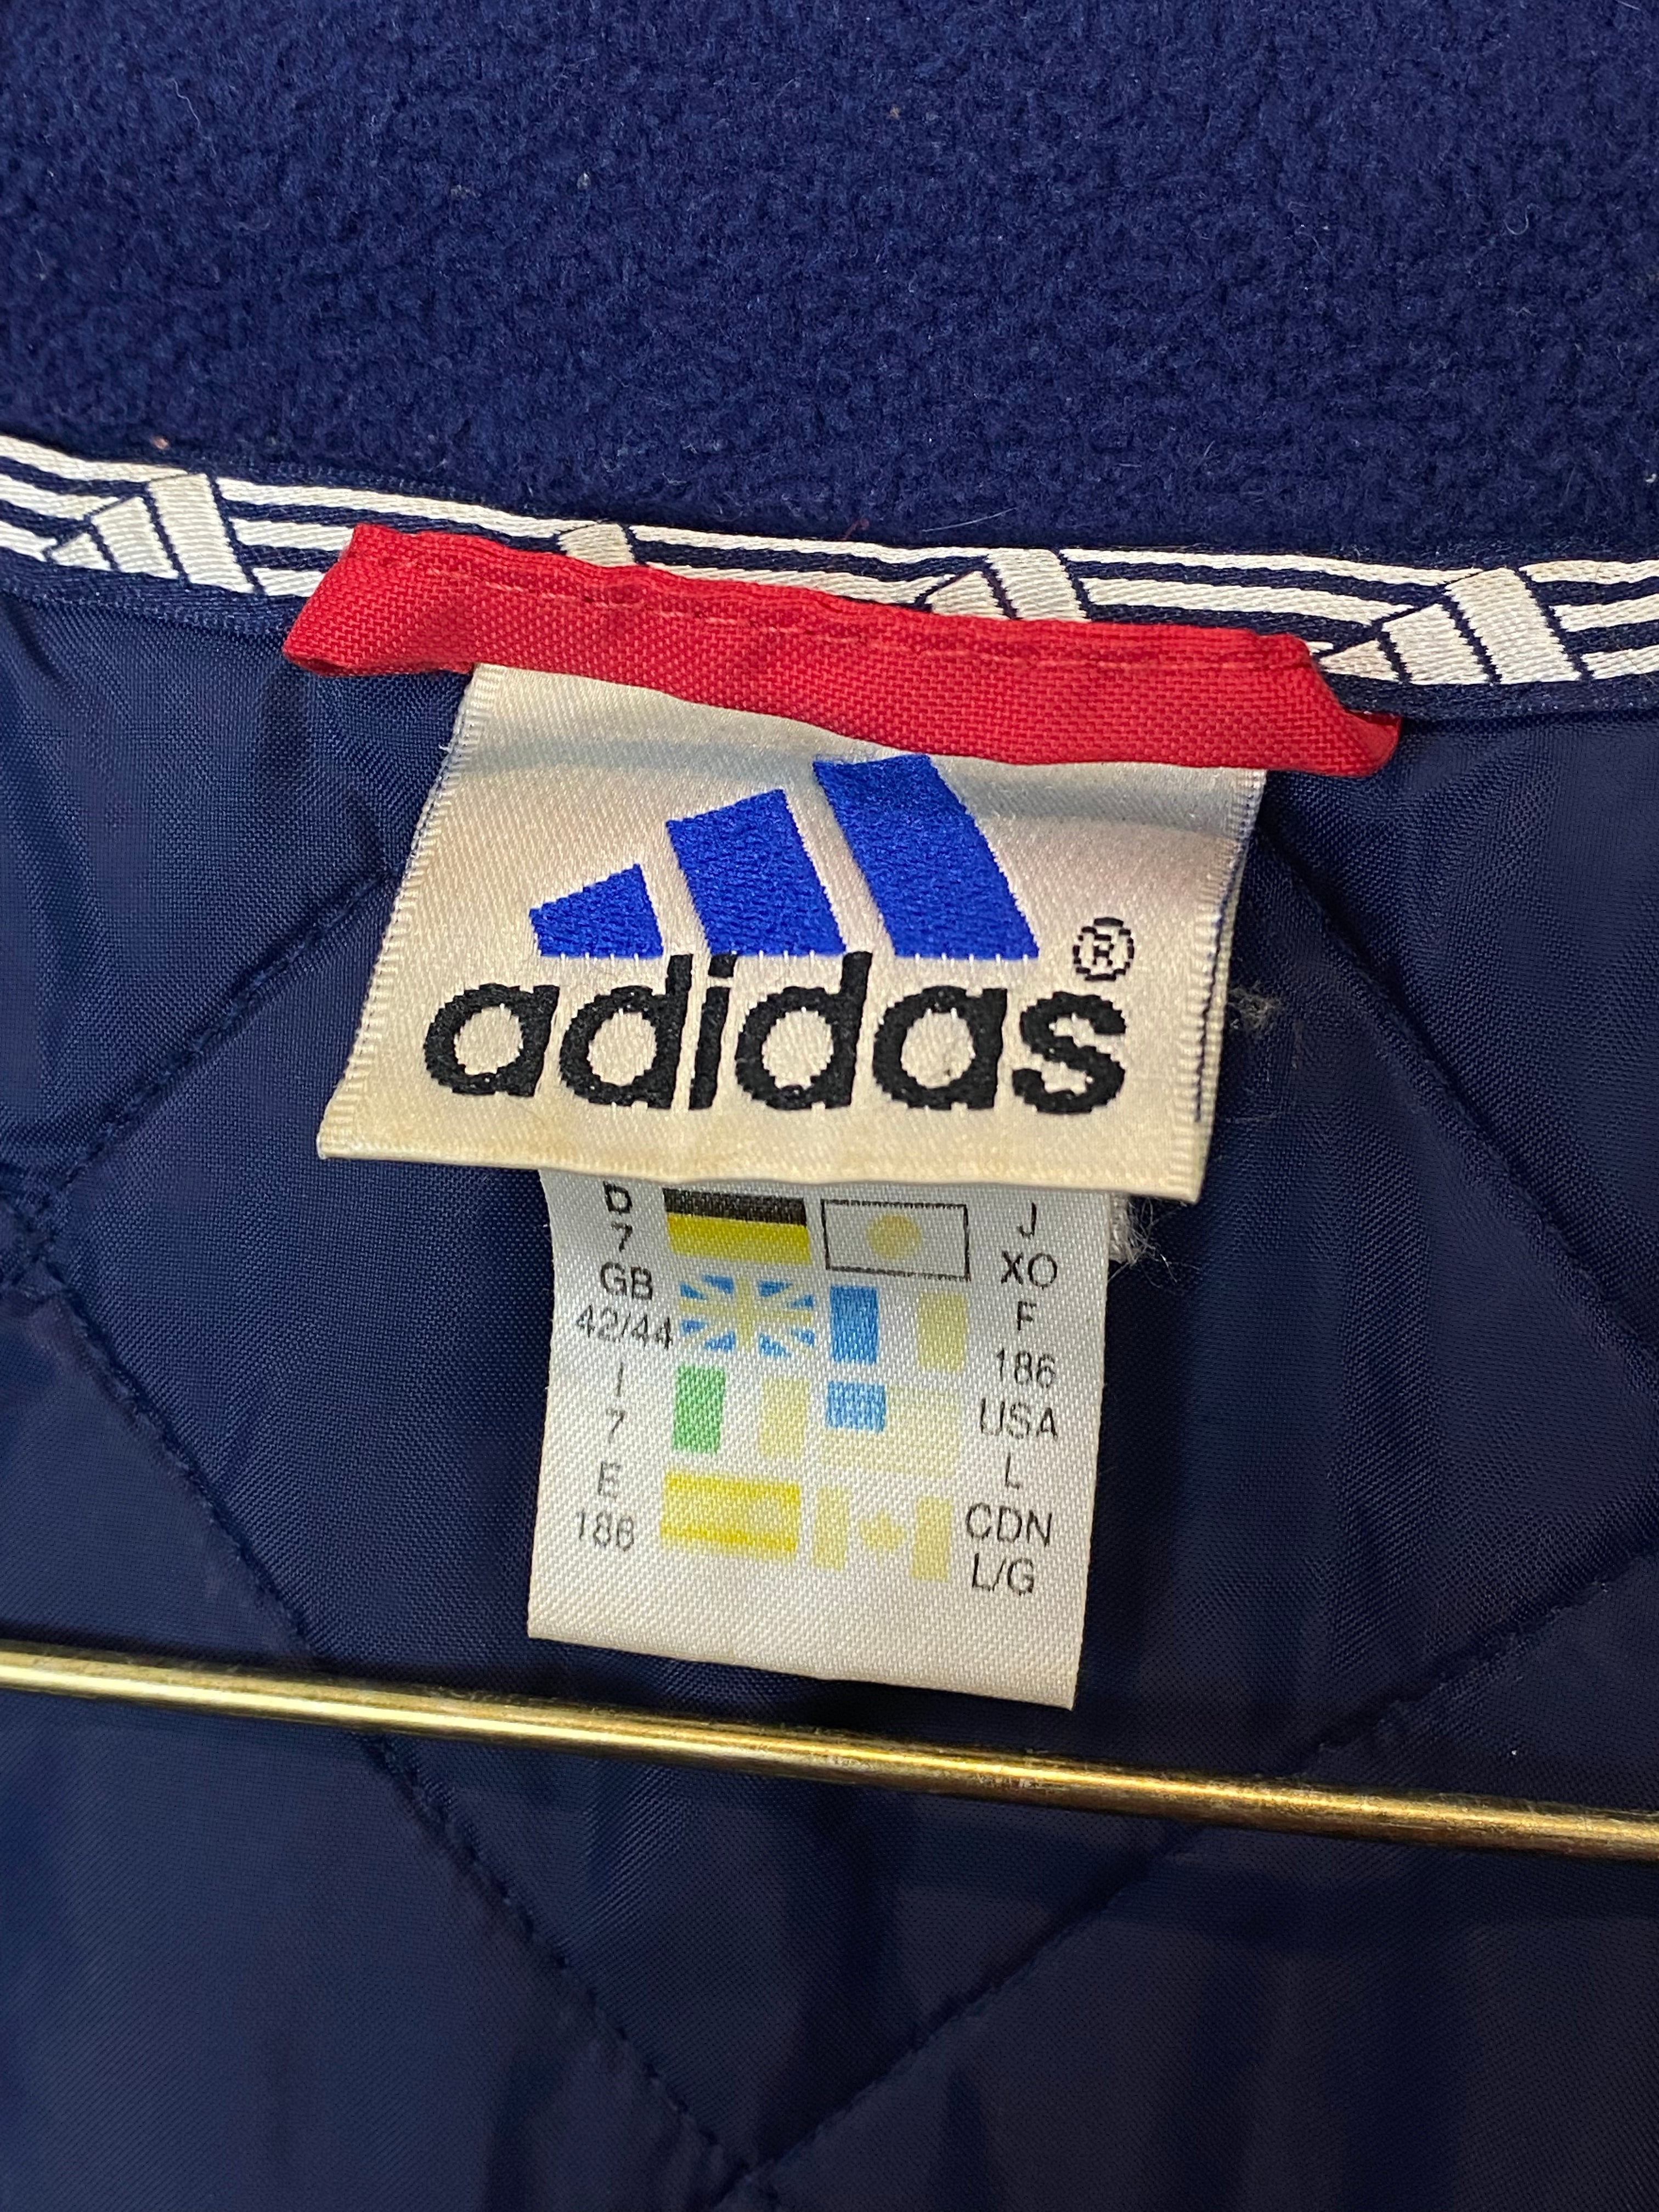 adidas®
D
7
GB
42/44
I
7
E
186
J
XO
F
186
USA
L
CDN
L/G